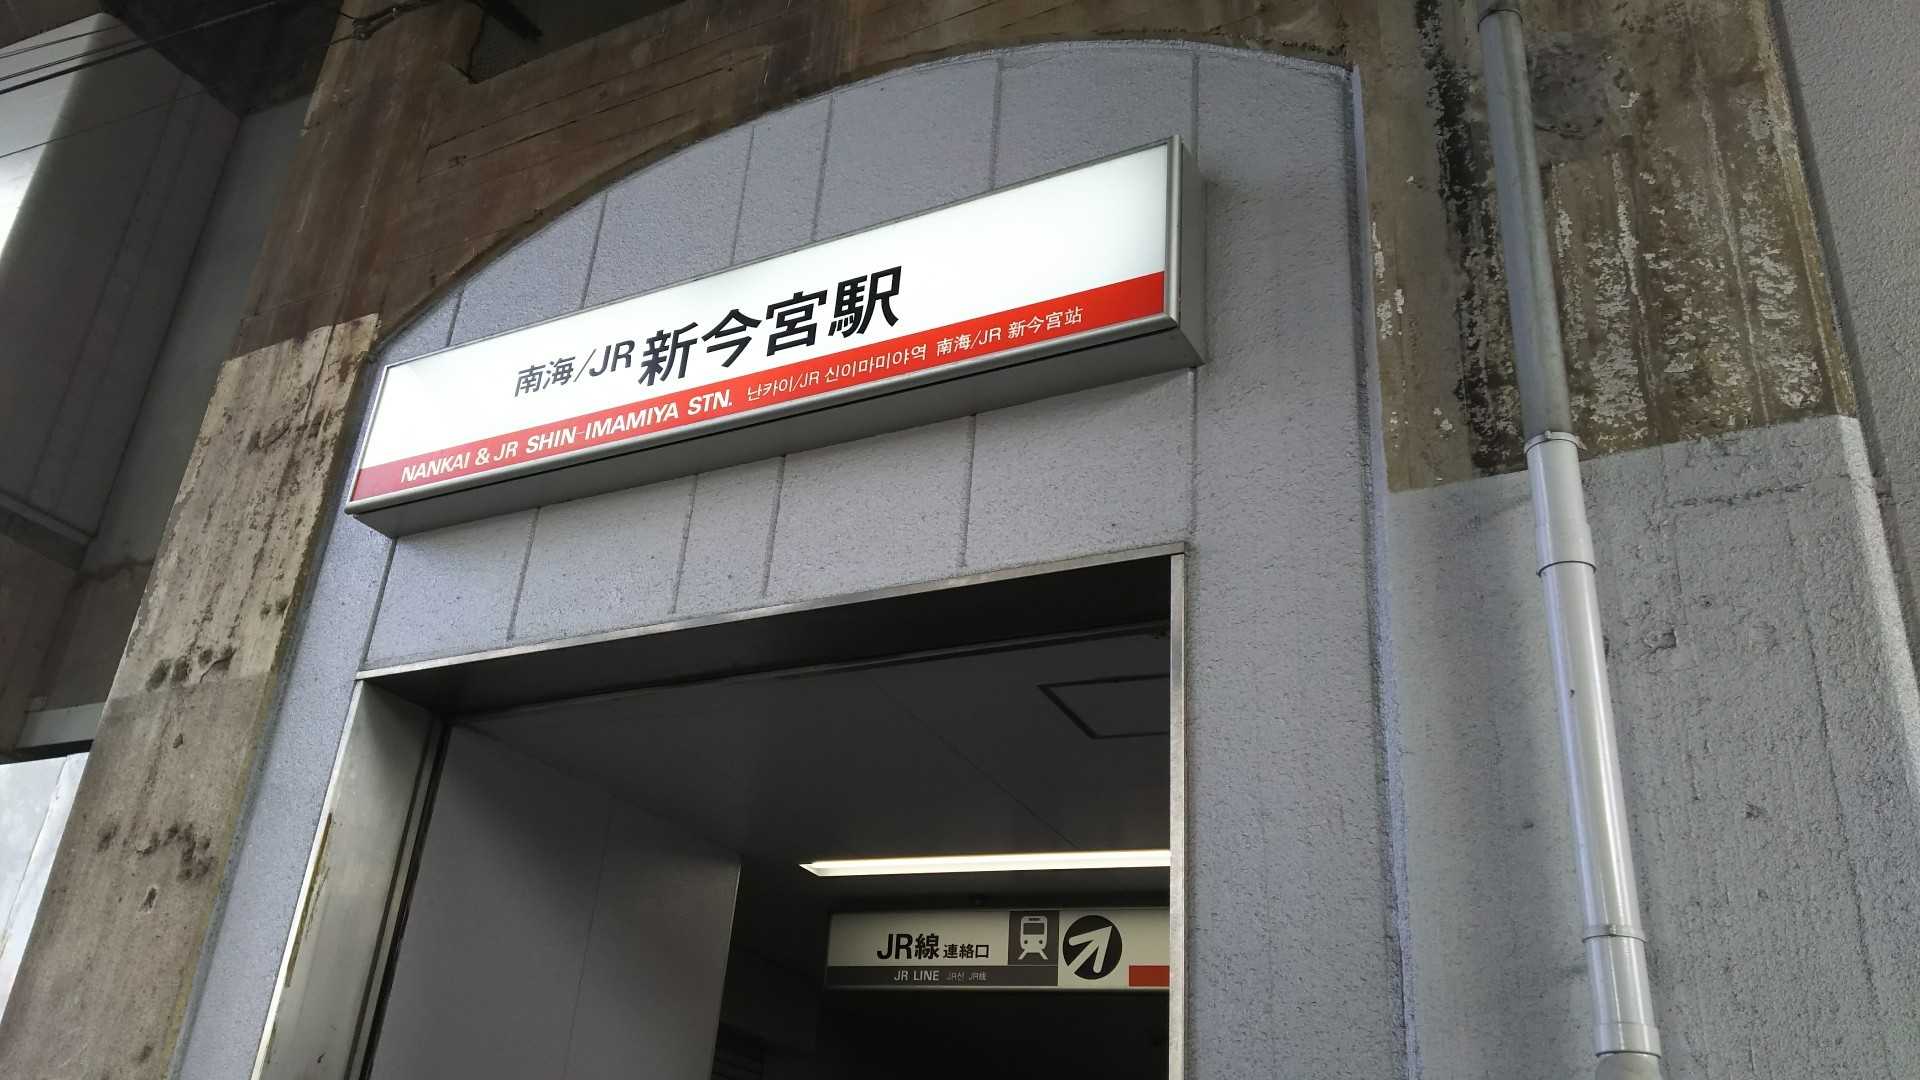 南海/JR 新今宮駅
NANKAI & JR SHIN-IMAMIYA STN. 난카이/JR 신이마미야역 南海/JR 新今宫站
JR線 連絡口
JR LINE JR선 JR线